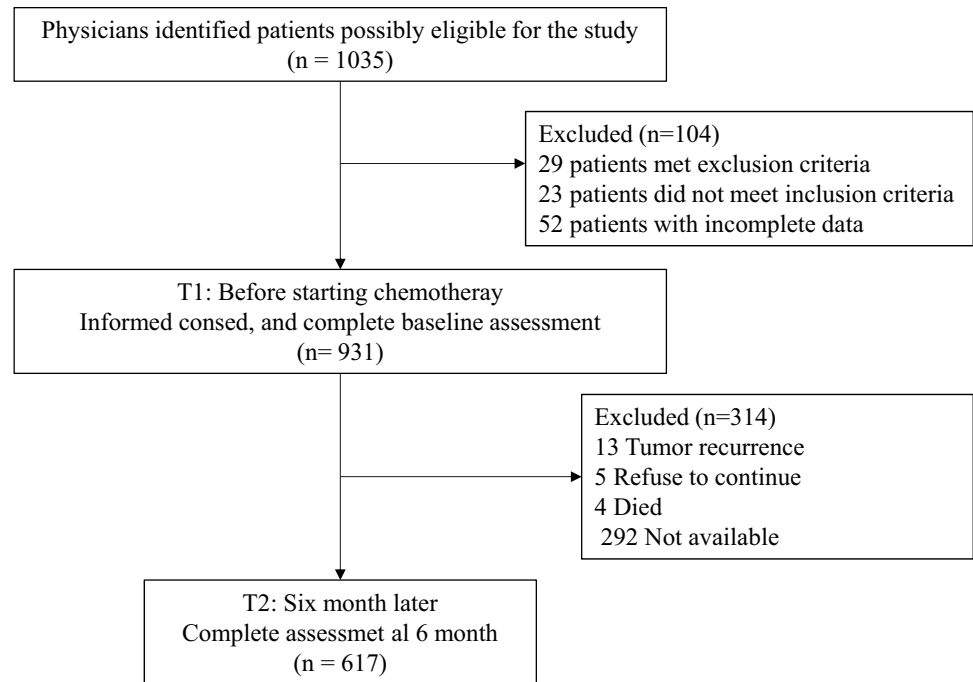 Physicians identified patients possibly eligible for the study
(n = 1035)
Excluded (n=104)
29 patients met exclusion criteria
23 patients did not meet inclusion criteria
52 patients with incomplete data
T1: Before starting chemotheray
Informed consed, and complete baseline assessment
(n= 931)
Excluded (n=314)
13 Tumor recurrence
5 Refuse to continue
4 Died
292 Not available
T2: Six month later
Complete assessmet al 6 month
(n = 617)